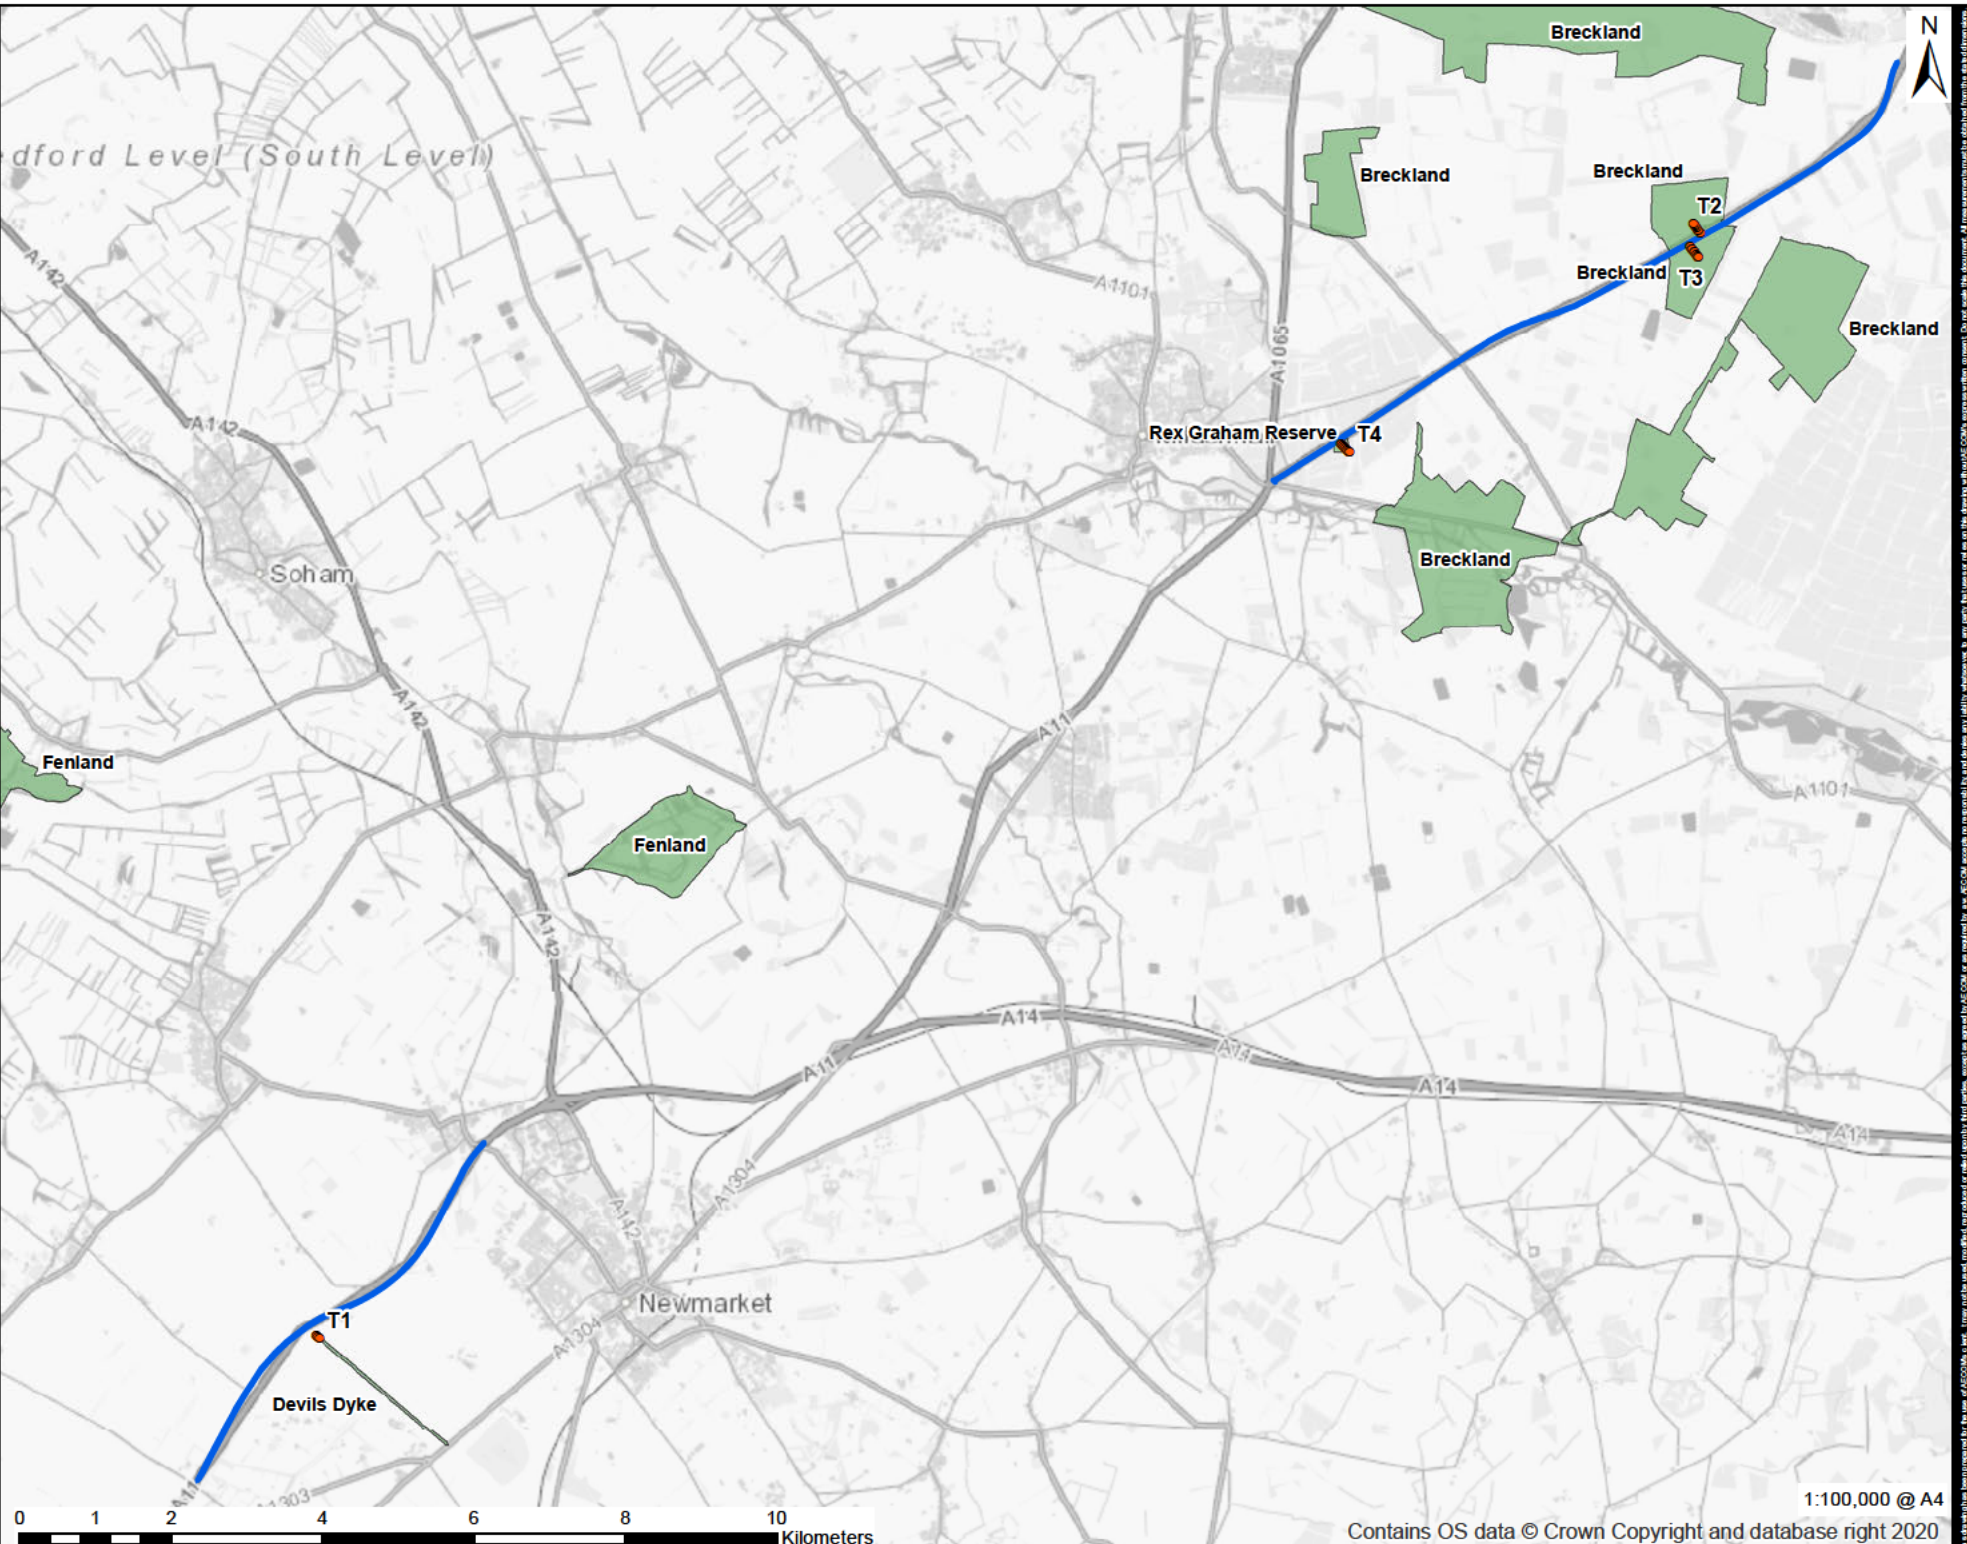 N
Breckland
dford Level (South Level)
Breckland
Breckland
T2
A142
Breckland
T3
A1101
Breckland
A1065
A142
Rex Graham Reserve
T4
Breckland
Soham
A142
A11
Fenland
A1101
Fenland
A142
A14
A14
A11
A14
A14
A1304
A142
Newmarket
T1
A1304
Devils Dyke
A11
A1303
1:100,000 @ A4
0 1 2 4 6 8 10
Kilometers
Contains OS data © Crown Copyright and database right 2020